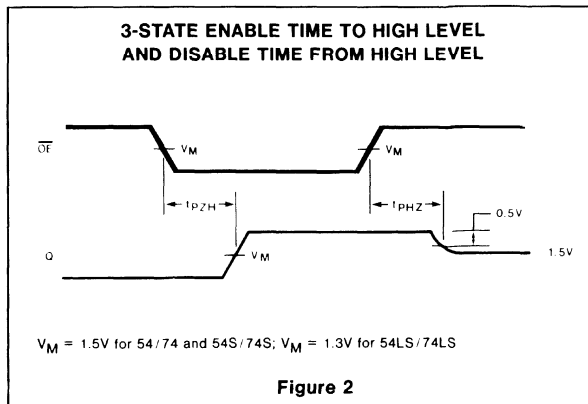 3-STATE ENABLE TIME TO HIGH LEVEL
AND DISABLE TIME FROM HIGH LEVEL
OE
VM
VM
tPZH
tPHZ
0.5V
Q
VM
1.5V
VM = 1.5V for 54/74 and 54S/74S; VM = 1.3V for 54LS/74LS
Figure 2